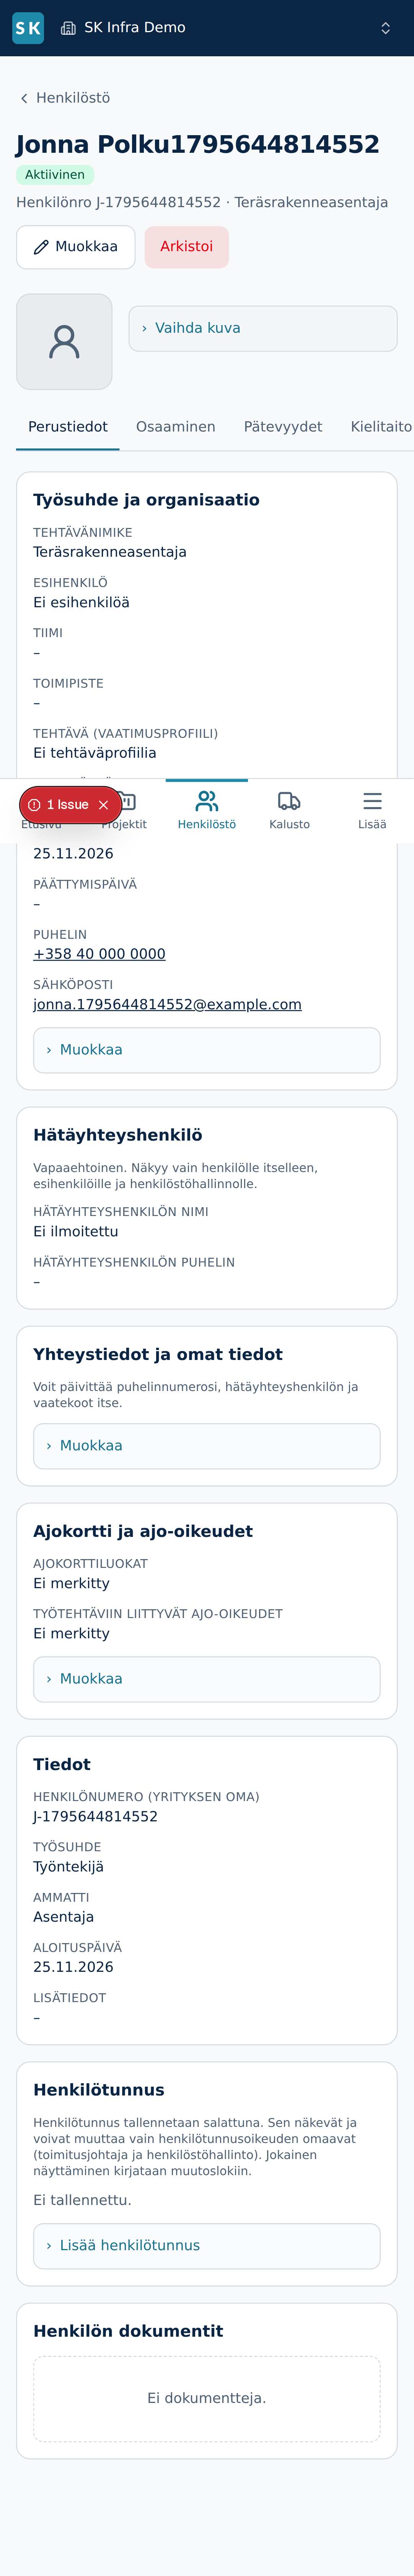 SK
SK Infra Demo
Henkilöstö
Jonna Polku1795644814552
Aktiivinen
Henkilönro J-1795644814552 · Teräsrakenneasentaja
Muokkaa
Arkistoi
› Vaihda kuva
Perustiedot
Osaaminen
Pätevyydet
Kielitaito
Työsuhde ja organisaatio
TEHTÄVÄNIMIKE
Teräsrakenneasentaja
ESIHENKILÖ
Ei esihenkilöä
TIIMI
–
TOIMIPISTE
–
TEHTÄVÄ (VAATIMUSPROFIILI)
Ei tehtäväprofiilia
1 Issue
Etusivu
Projektit
Henkilöstö
Kalusto
Lisää
25.11.2026
PÄÄTTYMISPÄIVÄ
–
PUHELIN
+358 40 000 0000
SÄHKÖPOSTI
jonna.1795644814552@example.com
› Muokkaa
Hätäyhteyshenkilö
Vapaaehtoinen. Näkyy vain henkilölle itselleen,
esihenkilöille ja henkilöstöhallinnolle.
HÄTÄYHTEYSHENKILÖN NIMI
Ei ilmoitettu
HÄTÄYHTEYSHENKILÖN PUHELIN
–
Yhteystiedot ja omat tiedot
Voit päivittää puhelinnumerosi, hätäyhteyshenkilön ja
vaatekoot itse.
› Muokkaa
Ajokortti ja ajo-oikeudet
AJOKORTTILUOKAT
Ei merkitty
TYÖTEHTÄVIIN LIITTYVÄT AJO-OIKEUDET
Ei merkitty
› Muokkaa
Tiedot
HENKILÖNUMERO (YRITYKSEN OMA)
J-1795644814552
TYÖSUHDE
Työntekijä
AMMATTI
Asentaja
ALOITUSPÄIVÄ
25.11.2026
LISÄTIEDOT
–
Henkilötunnus
Henkilötunnus tallennetaan salattuna. Sen näkevät ja
voivat muuttaa vain henkilötunnusoikeuden omaavat
(toimitusjohtaja ja henkilöstöhallinto). Jokainen
näyttäminen kirjataan muutoslokiin.
Ei tallennettu.
› Lisää henkilötunnus
Henkilön dokumentit
Ei dokumentteja.